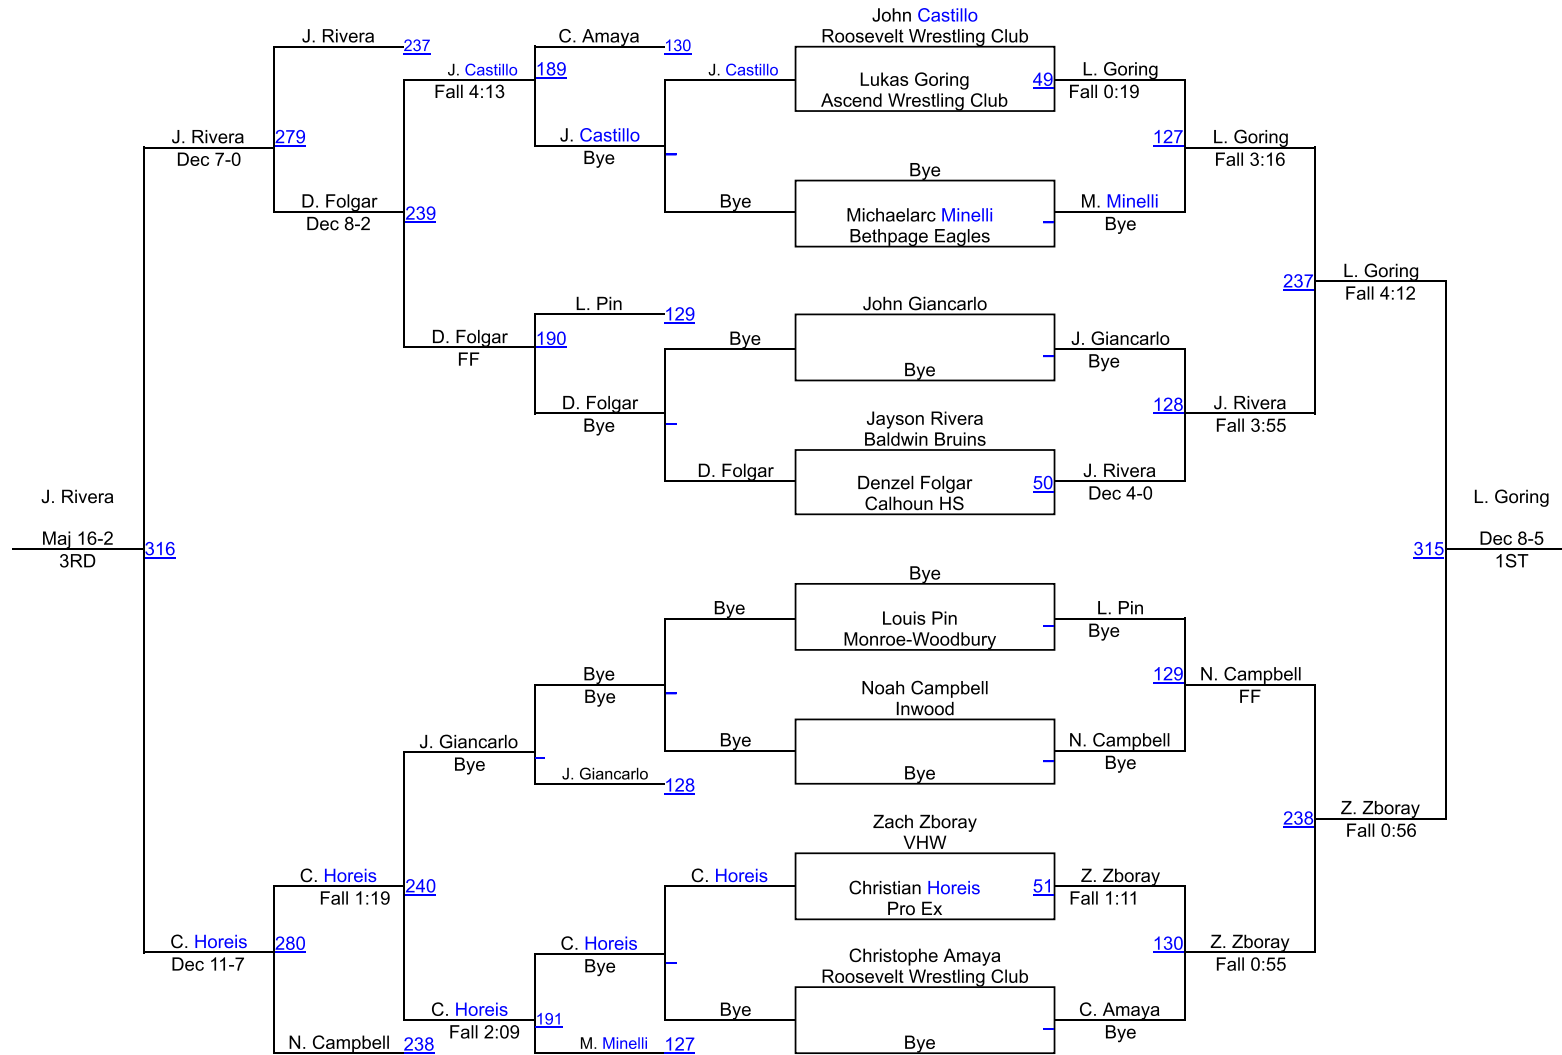 John Castillo
Roosevelt Wrestling Club
J. Rivera
237
C. Amaya
130
J. Castillo
189
Fall 4:13
J. Castillo
Lukas Goring
49
Ascend Wrestling Club
L. Goring
Fall 0:19
J. Rivera
279
Dec 7-0
J. Castillo
Bye
127
L. Goring
Fall 3:16
Bye
D. Folgar
239
Dec 8-2
Bye
Michaelarc Minelli
Bethpage Eagles
M. Minelli
Bye
L. Goring
237
Fall 4:12
L. Pin
129
John Giancarlo
D. Folgar
190
FF
Bye
Bye
J. Giancarlo
Bye
D. Folgar
Bye
128
J. Rivera
Fall 3:55
Jayson Rivera
Baldwin Bruins
D. Folgar
Denzel Folgar
50
Calhoun HS
J. Rivera
Dec 4-0
J. Rivera
L. Goring
Maj 16-2
316
3RD
315
Dec 8-5
1ST
Bye
Bye
Louis Pin
Monroe-Woodbury
L. Pin
Bye
Bye
Bye
129
N. Campbell
FF
Noah Campbell
Inwood
J. Giancarlo
Bye
Bye
Bye
N. Campbell
Bye
J. Giancarlo
128
Zach Zboray
VHW
238
Z. Zboray
Fall 0:56
C. Horeis
240
Fall 1:19
C. Horeis
Christian Horeis
51
Pro Ex
Z. Zboray
Fall 1:11
C. Horeis
280
Dec 11-7
C. Horeis
Bye
130
Z. Zboray
Fall 0:55
Christophe Amaya
Roosevelt Wrestling Club
C. Horeis
191
Fall 2:09
Bye
Bye
C. Amaya
Bye
N. Campbell
238
M. Minelli
127